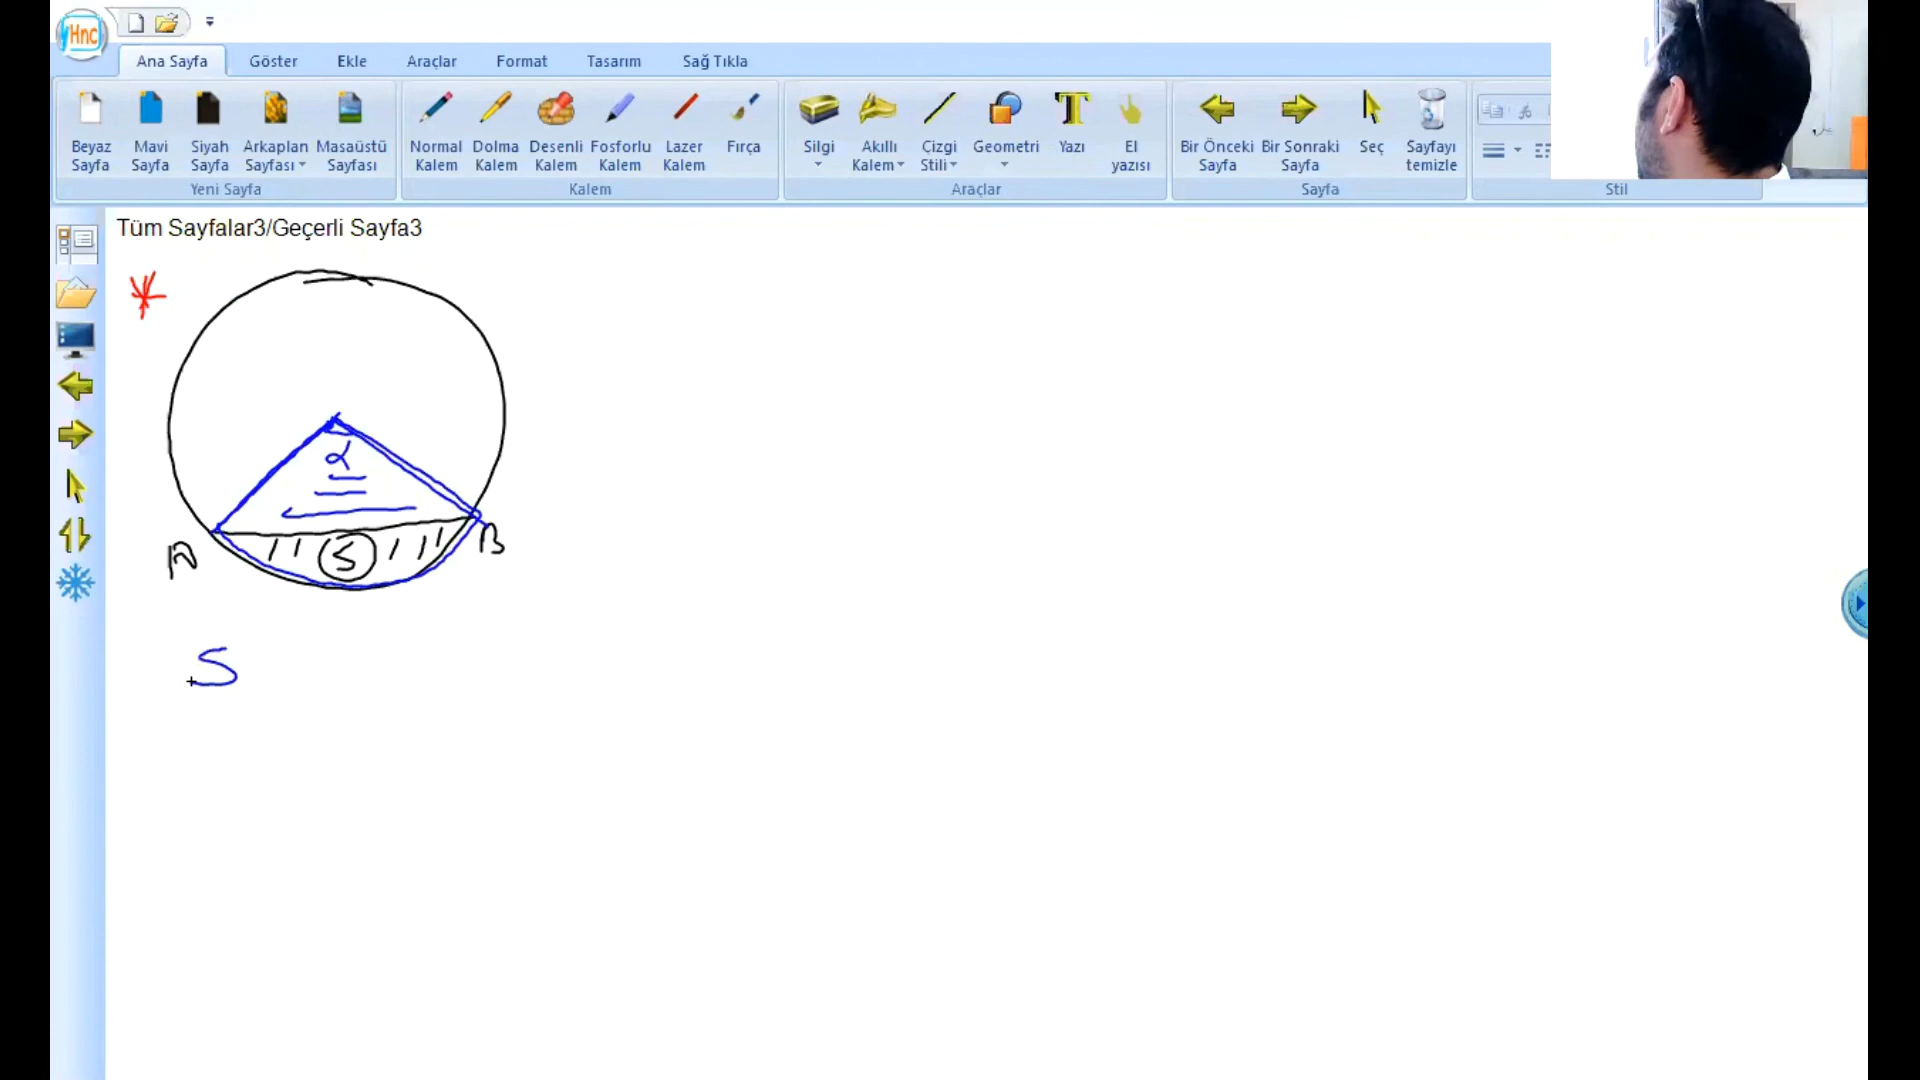 Hnc
Ana Sayfa Göster Ekle Araçlar Format Tasarım Sağ Tıkla
Beyaz Sayfa Mavi Sayfa Siyah Sayfa Arkaplan Sayfası Masaüstü Sayfası Normal Kalem Dolma Kalem Desenli Kalem Fosforlu Kalem Lazer Kalem Fırça Silgi Akıllı Kalem Çizgi Stili Geometri Yazı El yazısı Bir Önceki Sayfa Bir Sonraki Sayfa Seç Sayfayı temizle
Yeni Sayfa Kalem Araçlar Sayfa Stil
Tüm Sayfalar3/Geçerli Sayfa3
α
A S B
S